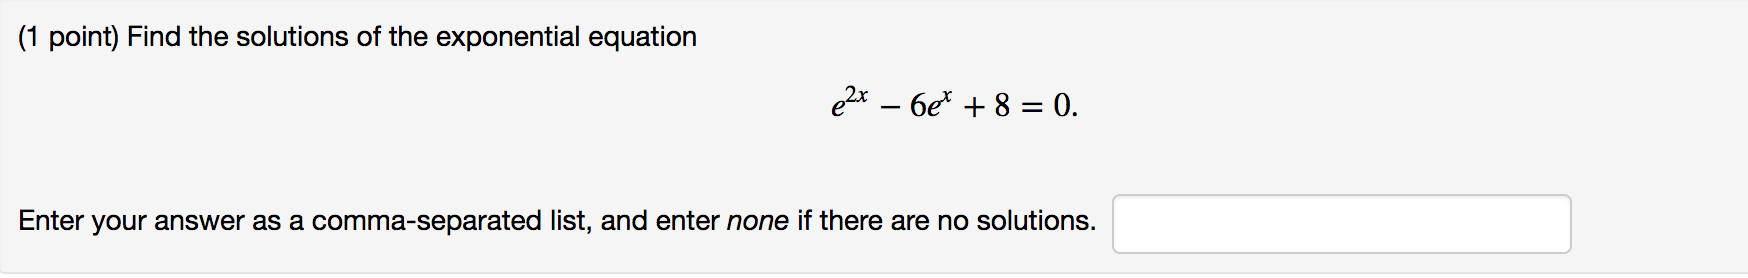 (1 point) Find the solutions of the exponential equation
e^{2x} − 6e^x + 8 = 0.
Enter your answer as a comma-separated list, and enter none if there are no solutions.